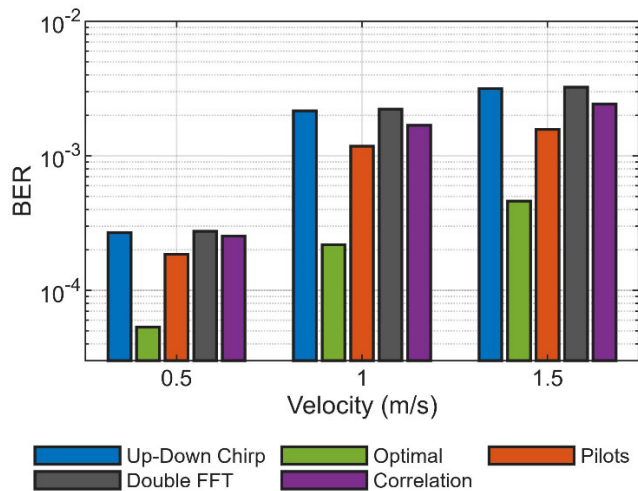 10^-2
10^-3
10^-4
BER
0.5 1 1.5
Velocity (m/s)
Up-Down Chirp Optimal Pilots
Double FFT Correlation